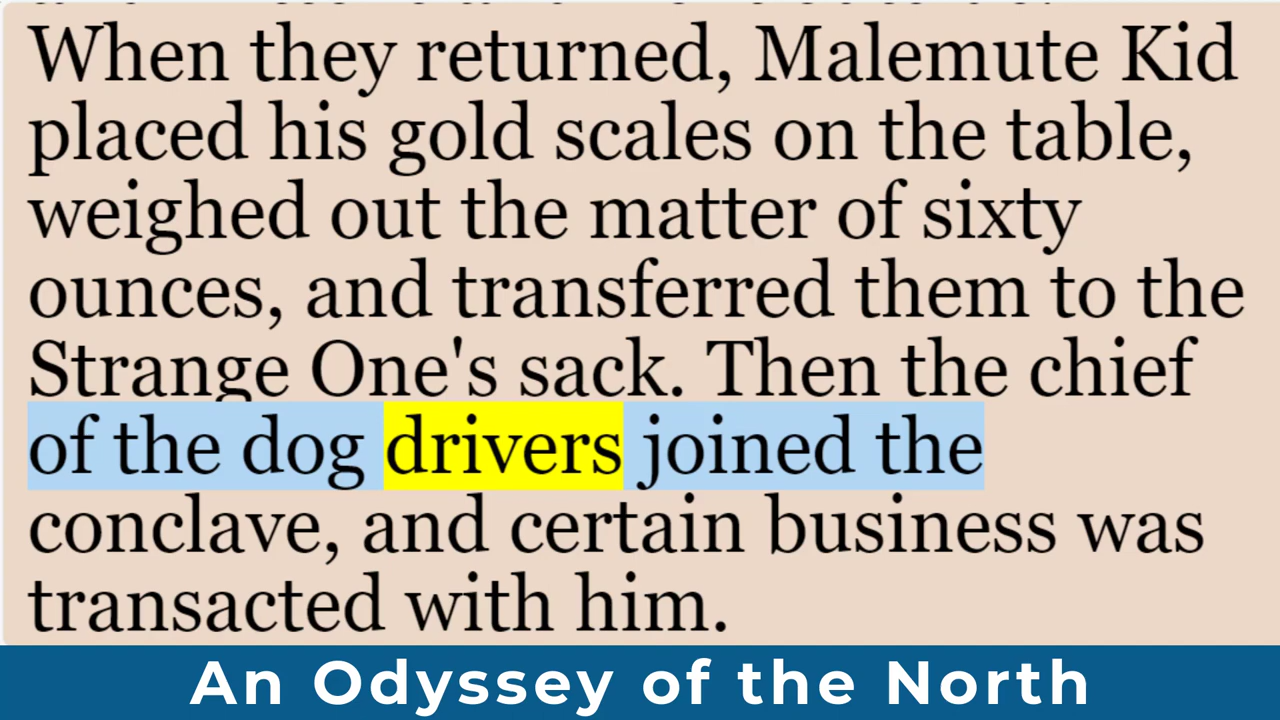 When they returned, Malemute Kid
placed his gold scales on the table,
weighed out the matter of sixty
ounces, and transferred them to the
Strange One's sack. Then the chief
of the dog drivers joined the
conclave, and certain business was
transacted with him.
An Odyssey of the North